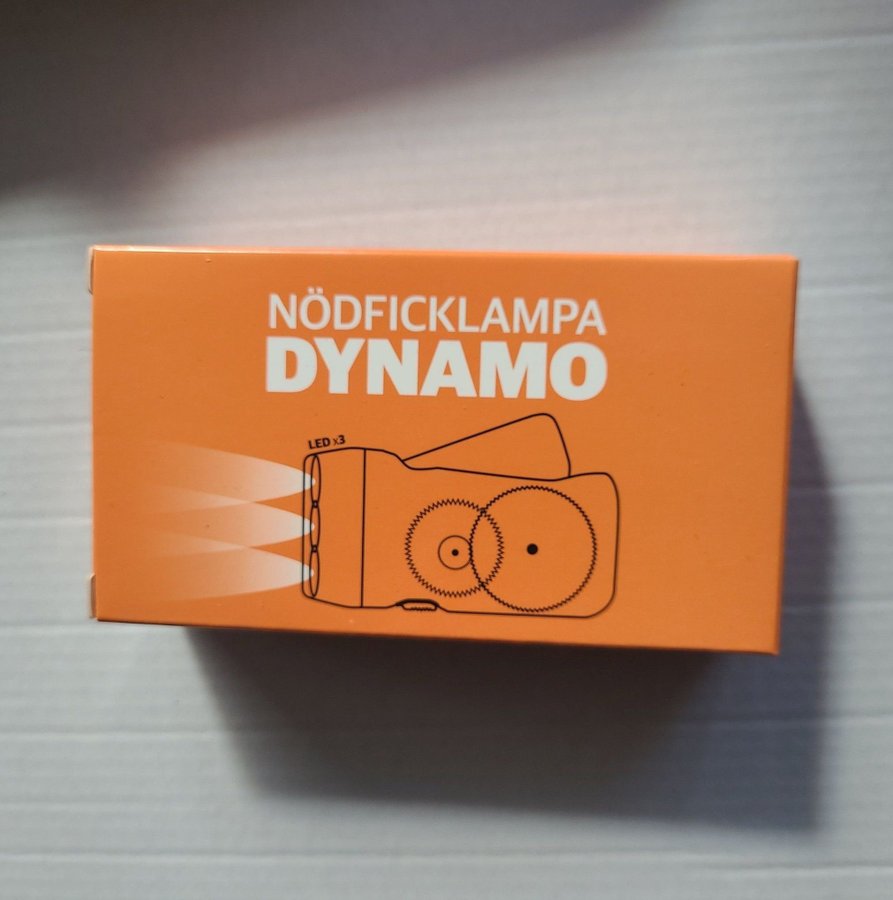 NÖDFICKLAMPA
DYNAMO
LED x3